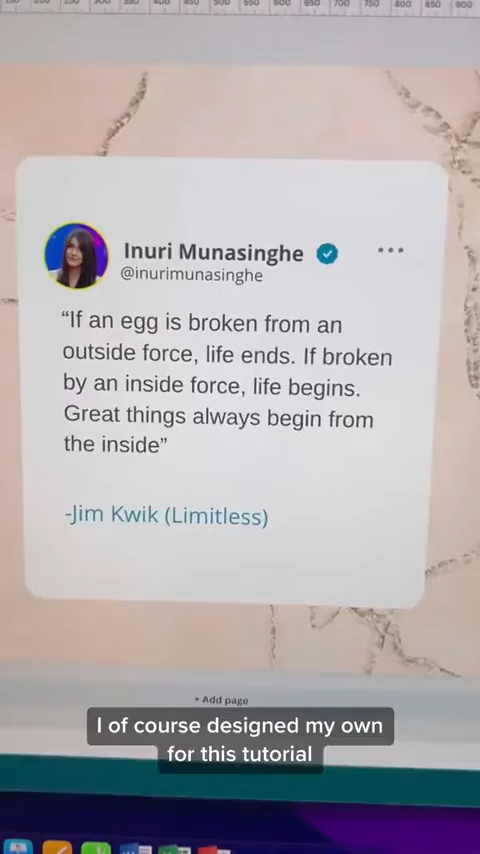 Inuri Munasinghe
@inurimunasinghe
“If an egg is broken from an
outside force, life ends. If broken
by an inside force, life begins.
Great things always begin from
the inside”
-Jim Kwik (Limitless)
+ Add page
I of course designed my own
for this tutorial